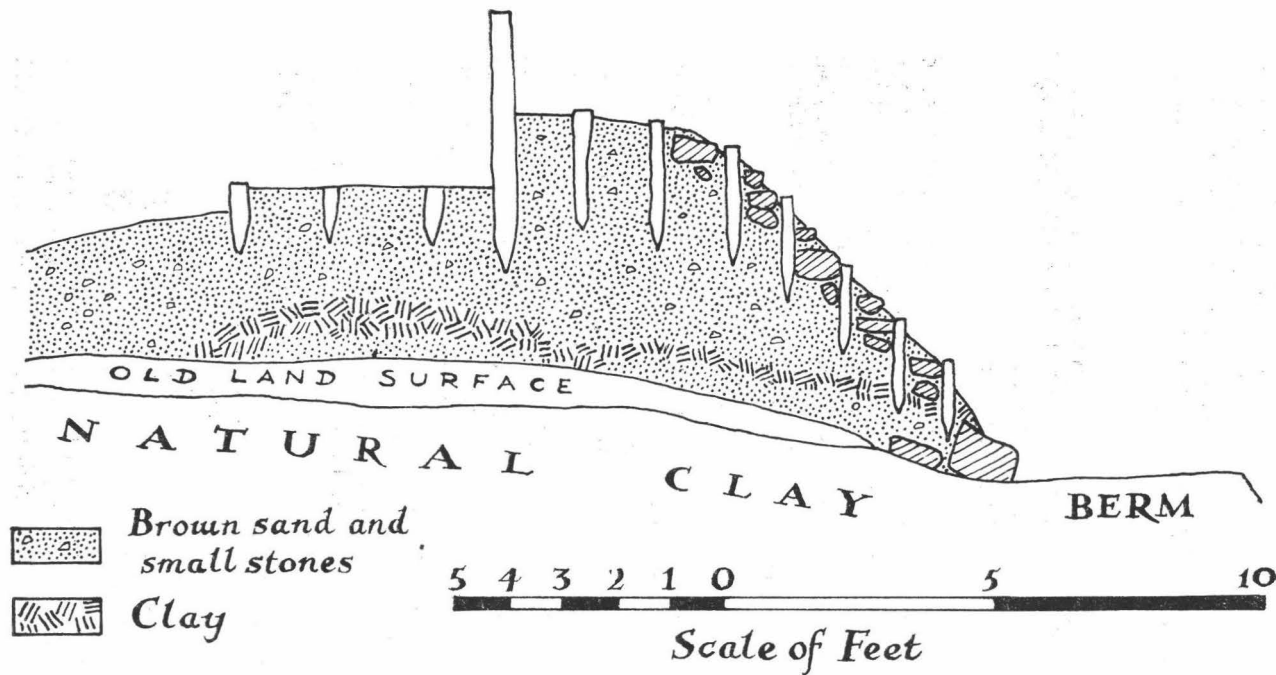 OLD LAND SURFACE
NATURAL CLAY
BERM
Brown sand and
small stones
Clay
5 4 3 2 1 0 5 10
Scale of Feet